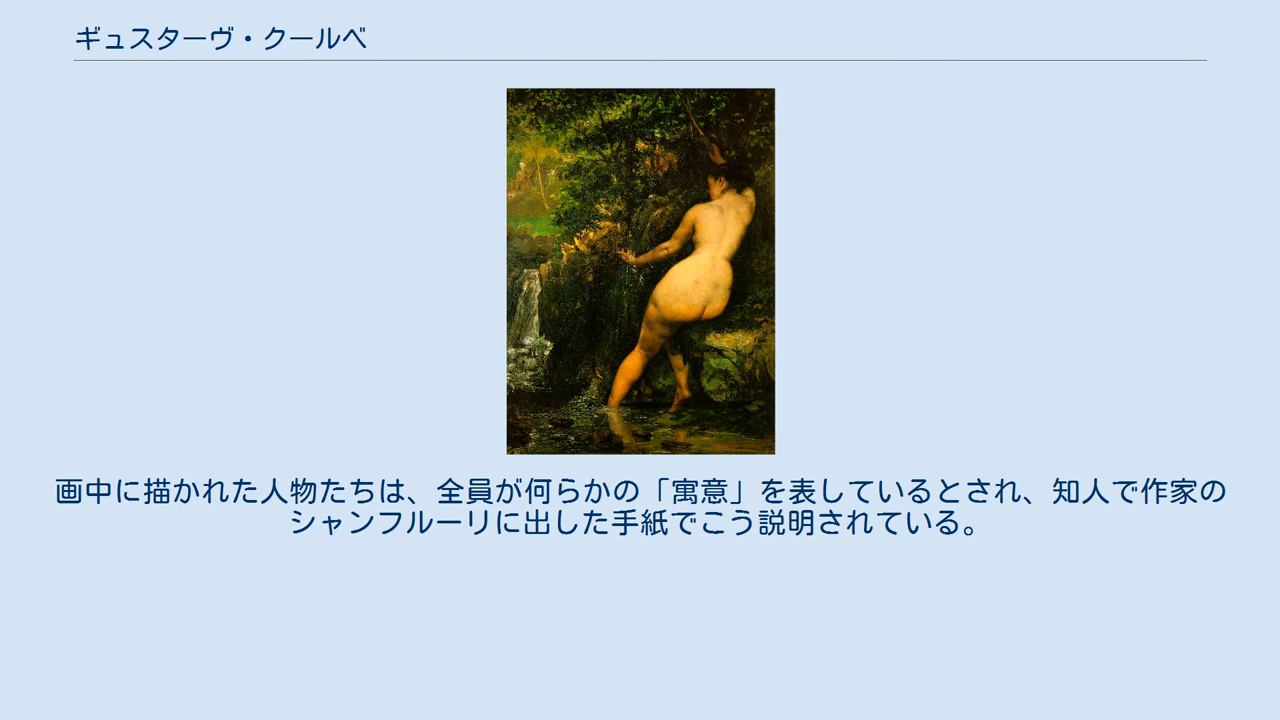 ギュスターヴ・クールベ
画中に描かれた人物たちは、全員が何らかの「寓意」を表しているとされ、知人で作家の
シャンフルーリに出した手紙でこう説明されている。